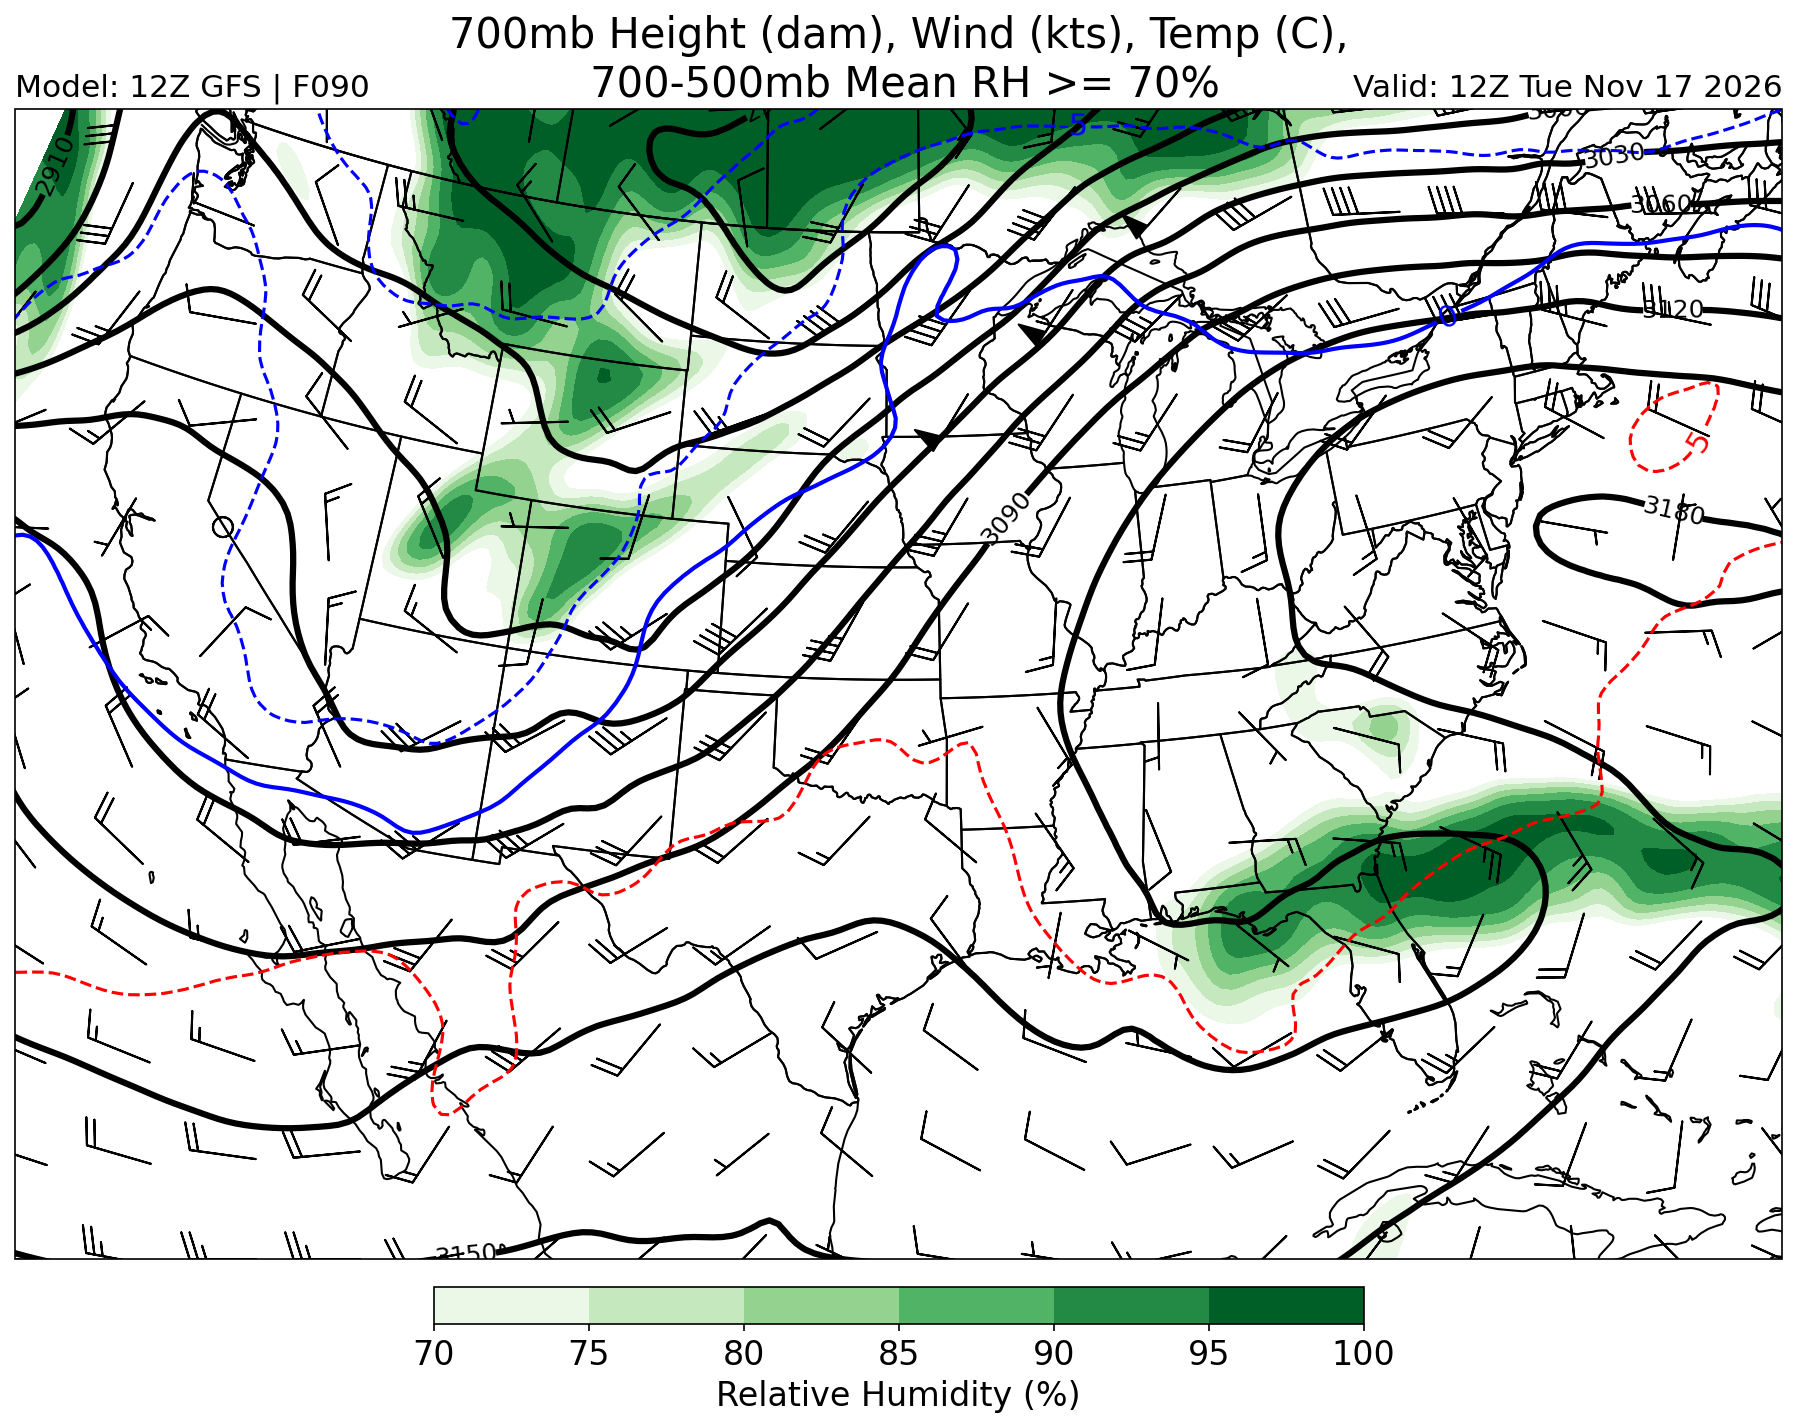 700mb Height (dam), Wind (kts), Temp (C),
700-500mb Mean RH >= 70%
Model: 12Z GFS | F090
Valid: 12Z Tue Nov 17 2026
2910
5
3030
3060
0
3120
5
3090
3180
3150
70 75 80 85 90 95 100
Relative Humidity (%)